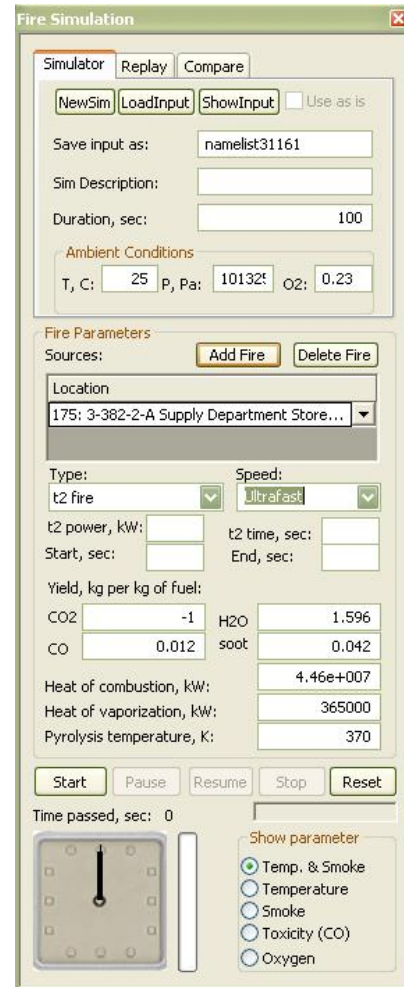 Fire Simulation
Simulator Replay Compare
NewSim LoadInput ShowInput Use as is
Save input as: namelist31161
Sim Description:
Duration, sec: 100
Ambient Conditions
T, C: 25 P, Pa: 101325 O2: 0.23
Fire Parameters
Sources: Add Fire Delete Fire
Location
175: 3-382-2-A Supply Department Store...
Type: Speed:
t2 fire Ultrafast
t2 power, kW: t2 time, sec:
Start, sec: End, sec:
Yield, kg per kg of fuel:
CO2 -1 H2O 1.596
CO 0.012 soot 0.042
Heat of combustion, kW: 4.46e+007
Heat of vaporization, kW: 365000
Pyrolysis temperature, K: 370
Start Pause Resume Stop Reset
Time passed, sec: 0
Show parameter
Temp. & Smoke
Temperature
Smoke
Toxicity (CO)
Oxygen